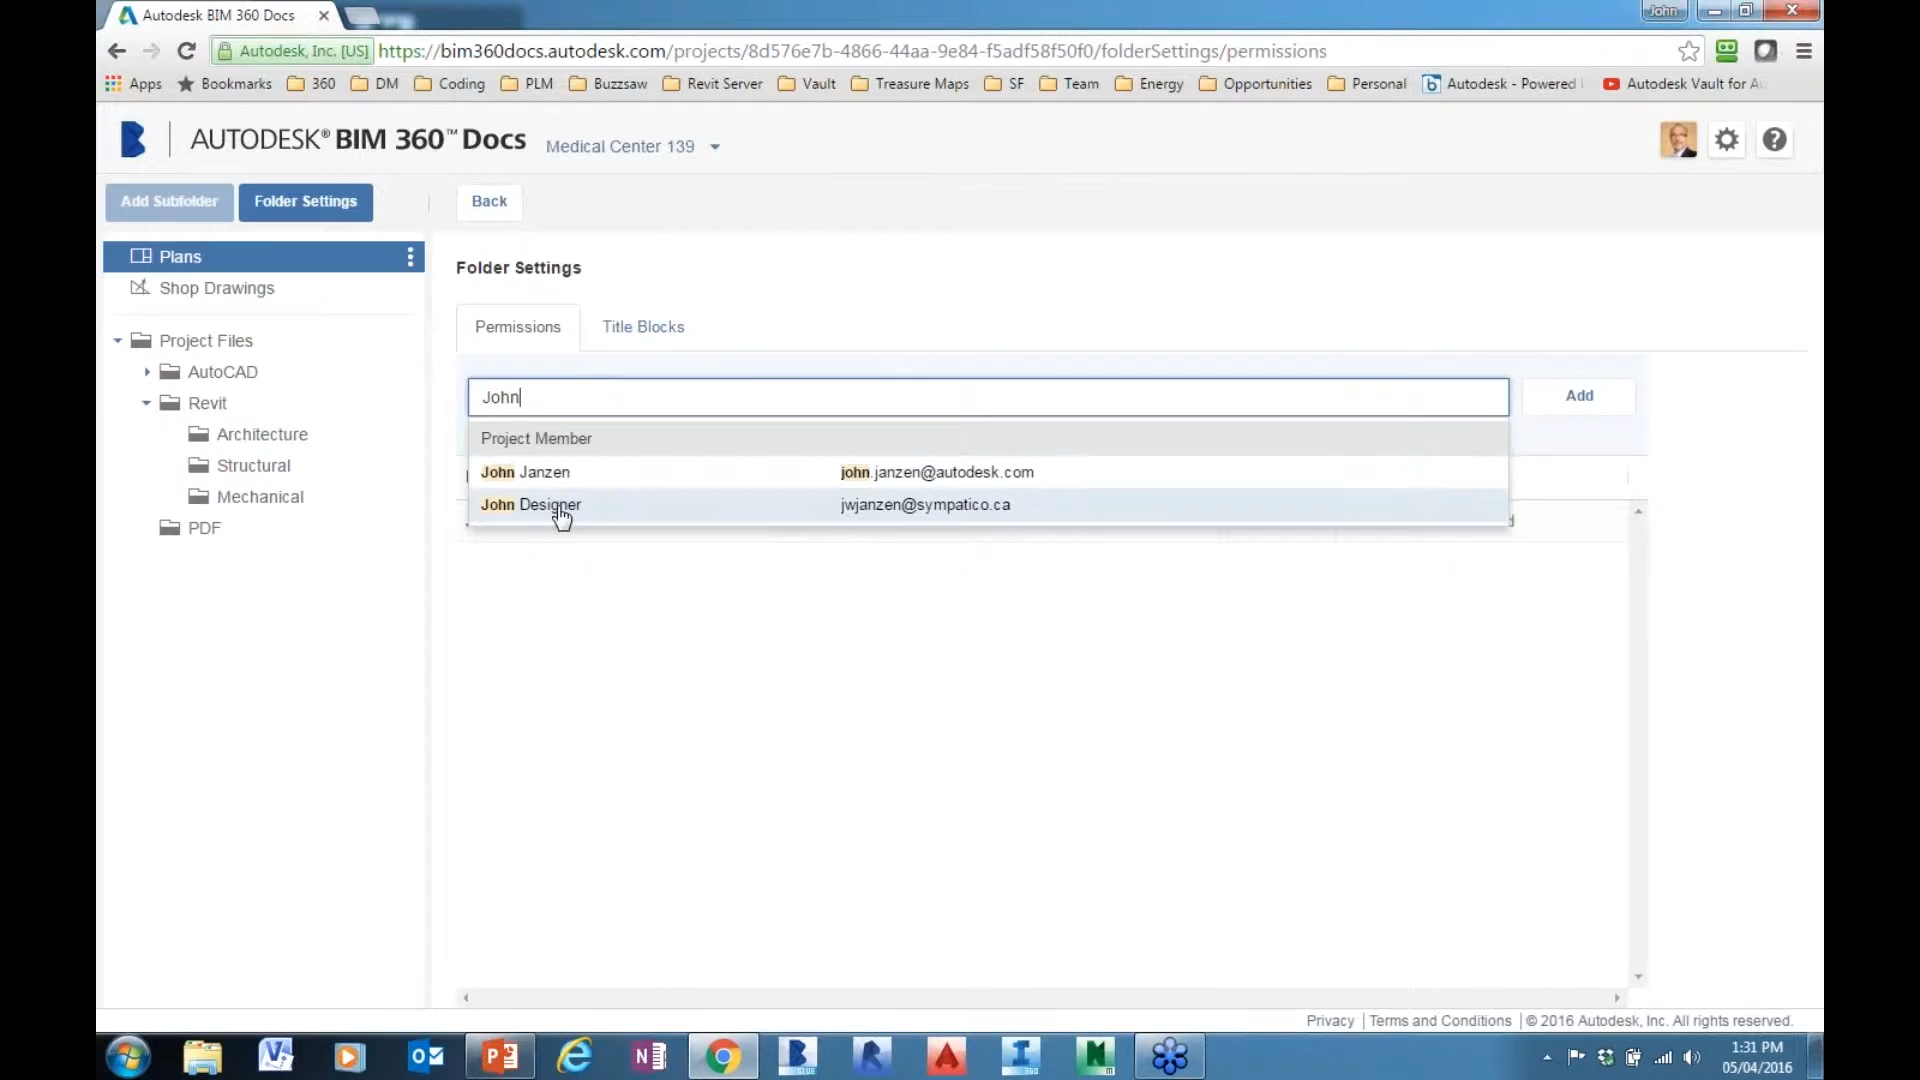 Autodesk BIM 360 Docs
John
Autodesk, Inc. [US] https://bim360docs.autodesk.com/projects/8d576e7b-4866-44aa-9e84-f5adf58f50f0/folderSettings/permissions
Apps Bookmarks 360 DM Coding PLM Buzzsaw Revit Server Vault Treasure Maps SF Team Energy Opportunities Personal Autodesk - Powered Autodesk Vault for
AUTODESK® BIM 360™ Docs Medical Center 139
Add Subfolder Folder Settings Back
Plans
Shop Drawings
Project Files
AutoCAD
Revit
Architecture
Structural
Mechanical
PDF
Folder Settings
Permissions Title Blocks
John Add
Project Member
John Janzen john.janzen@autodesk.com
John Designer jwjanzen@sympatico.ca
Privacy | Terms and Conditions | © 2016 Autodesk, Inc. All rights reserved.
1:31 PM
05/04/2016